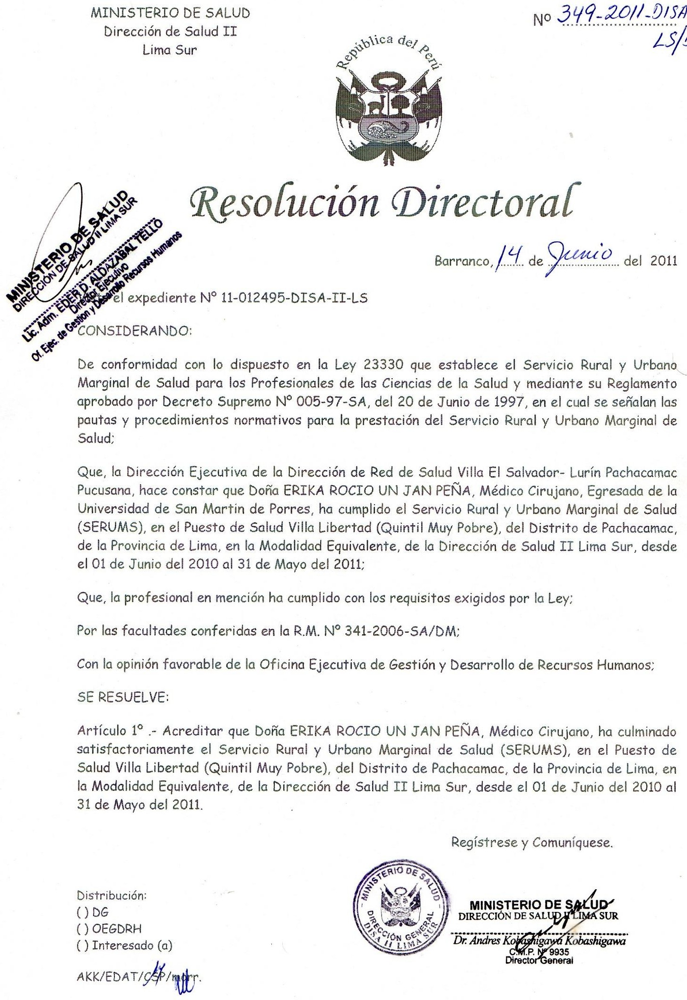 MINISTERIO DE SALUD
Dirección de Salud II
Lima Sur
Nº 349-2011-DISA
LS/
República del Perú
Resolución Directoral
MINISTERIO DE SALUD
DIRECCIÓN DE SALUD II LIMA SUR
Lic. Adm. EDER D. ALDAZABAL TELLO
Director Ejecutivo
Of. Ejec. de Gestion y Desarrollo Recursos Humanos
Barranco, 14 de Junio del 2011
el expediente Nº 11-012495-DISA-II-LS
CONSIDERANDO:
De conformidad con lo dispuesto en la Ley 23330 que establece el Servicio Rural y Urbano
Marginal de Salud para los Profesionales de las Ciencias de la Salud y mediante su Reglamento
aprobado por Decreto Supremo Nº 005-97-SA, del 20 de Junio de 1997, en el cual se señalan las
pautas y procedimientos normativos para la prestación del Servicio Rural y Urbano Marginal de
Salud;
Que, la Dirección Ejecutiva de la Dirección de Red de Salud Villa El Salvador- Lurín Pachacamac
Pucusana, hace constar que Doña ERIKA ROCIO UN JAN PEÑA, Médico Cirujano, Egresada de la
Universidad de San Martin de Porres, ha cumplido el Servicio Rural y Urbano Marginal de Salud
(SERUMS), en el Puesto de Salud Villa Libertad (Quintil Muy Pobre), del Distrito de Pachacamac,
de la Provincia de Lima, en la Modalidad Equivalente, de la Dirección de Salud II Lima Sur, desde
el 01 de Junio del 2010 al 31 de Mayo del 2011;
Que, la profesional en mención ha cumplido con los requisitos exigidos por la Ley;
Por las facultades conferidas en la R.M. Nº 341-2006-SA/DM;
Con la opinión favorable de la Oficina Ejecutiva de Gestión y Desarrollo de Recursos Humanos;
SE RESUELVE:
Artículo 1º .- Acreditar que Doña ERIKA ROCIO UN JAN PEÑA, Médico Cirujano, ha culminado
satisfactoriamente el Servicio Rural y Urbano Marginal de Salud (SERUMS), en el Puesto de
Salud Villa Libertad (Quintil Muy Pobre), del Distrito de Pachacamac, de la Provincia de Lima, en
la Modalidad Equivalente, de la Dirección de Salud II Lima Sur, desde el 01 de Junio del 2010 al
31 de Mayo del 2011.
Regístrese y Comuníquese.
MINISTERIO DE SALUD
DIRECCIÓN GENERAL
DISA II LIMA SUR
MINISTERIO DE SALUD
DIRECCIÓN DE SALUD II LIMA SUR
Dr. Andres Kobashigawa Kobashigawa
C.M.P. Nº 9935
Director General
Distribución:
( ) DG
( ) OEGDRH
( ) Interesado (a)
AKK/EDAT/CSP/